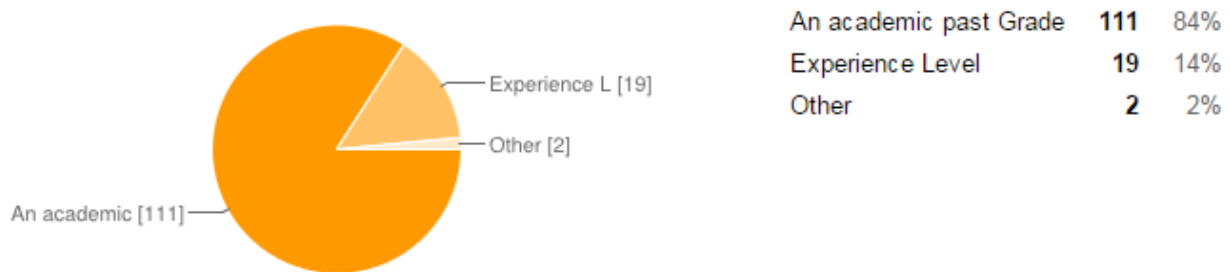 An academic past Grade 111 84%
Experience Level 19 14%
Other 2 2%
Experience L [19]
Other [2]
An academic [111]